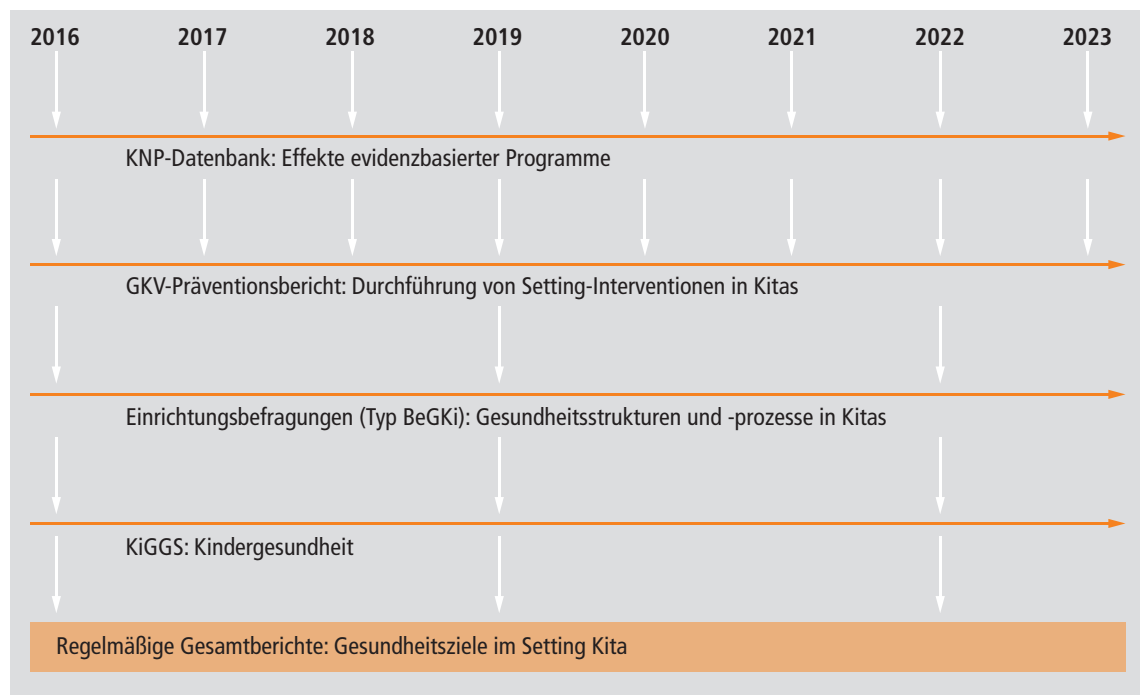 2016 2017 2018 2019 2020 2021 2022 2023
KNP-Datenbank: Effekte evidenzbasierter Programme
GKV-Präventionsbericht: Durchführung von Setting-Interventionen in Kitas
Einrichtungsbefragungen (Typ BeGKi): Gesundheitsstrukturen und -prozesse in Kitas
KiGGS: Kindergesundheit
Regelmäßige Gesamtberichte: Gesundheitsziele im Setting Kita